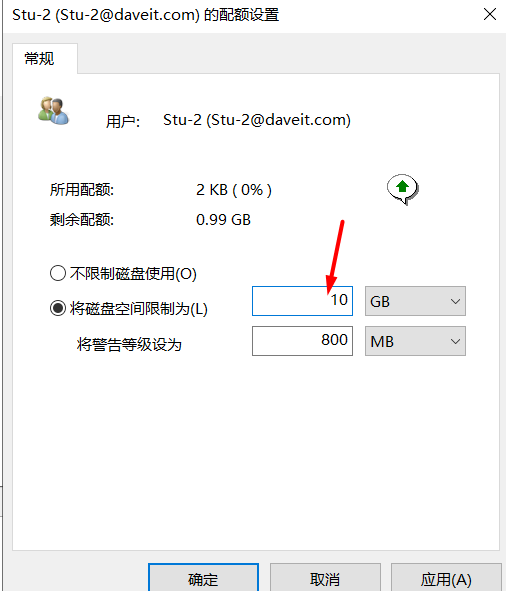 Stu-2 (Stu-2@daveit.com) 的配额设置
常规
用户: Stu-2 (Stu-2@daveit.com)
所用配额: 2 KB ( 0% )
剩余配额: 0.99 GB
不限制磁盘使用(O)
将磁盘空间限制为(L) 10 GB
将警告等级设为 800 MB
确定 取消 应用(A)